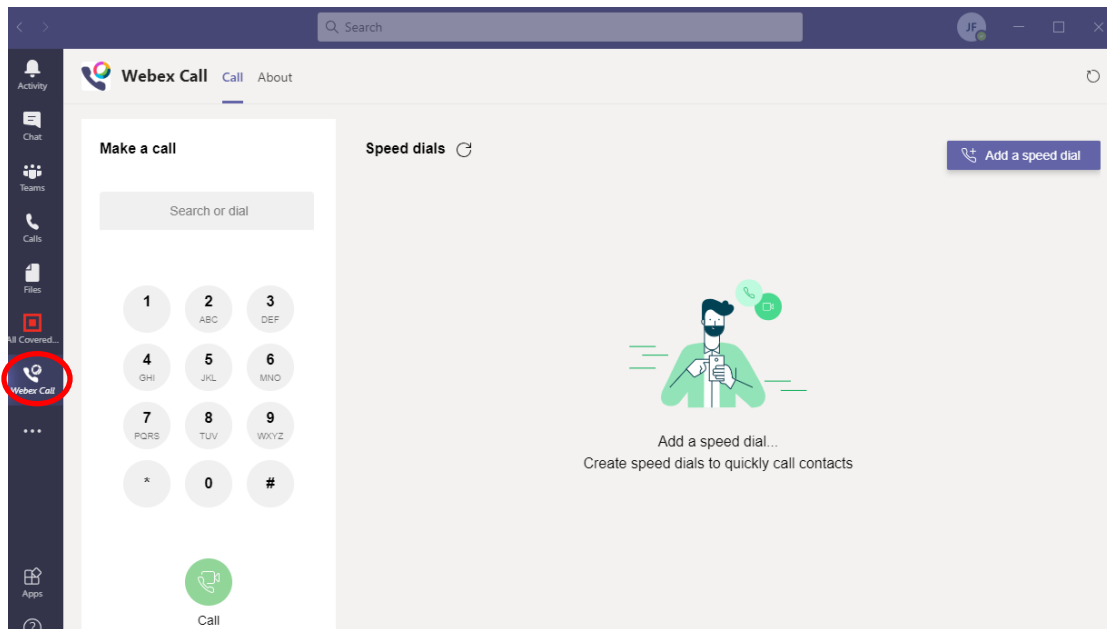 Search
JF
Activity
Chat
Teams
Calls
Files
All Covered...
Webex Call
...
Apps
Webex Call
Call
About
Make a call
Search or dial
1
2
3
ABC
DEF
4
5
6
GHI
JKL
MNO
7
8
9
PQRS
TUV
WXYZ
*
0
#
Call
Speed dials
Add a speed dial
Add a speed dial...
Create speed dials to quickly call contacts